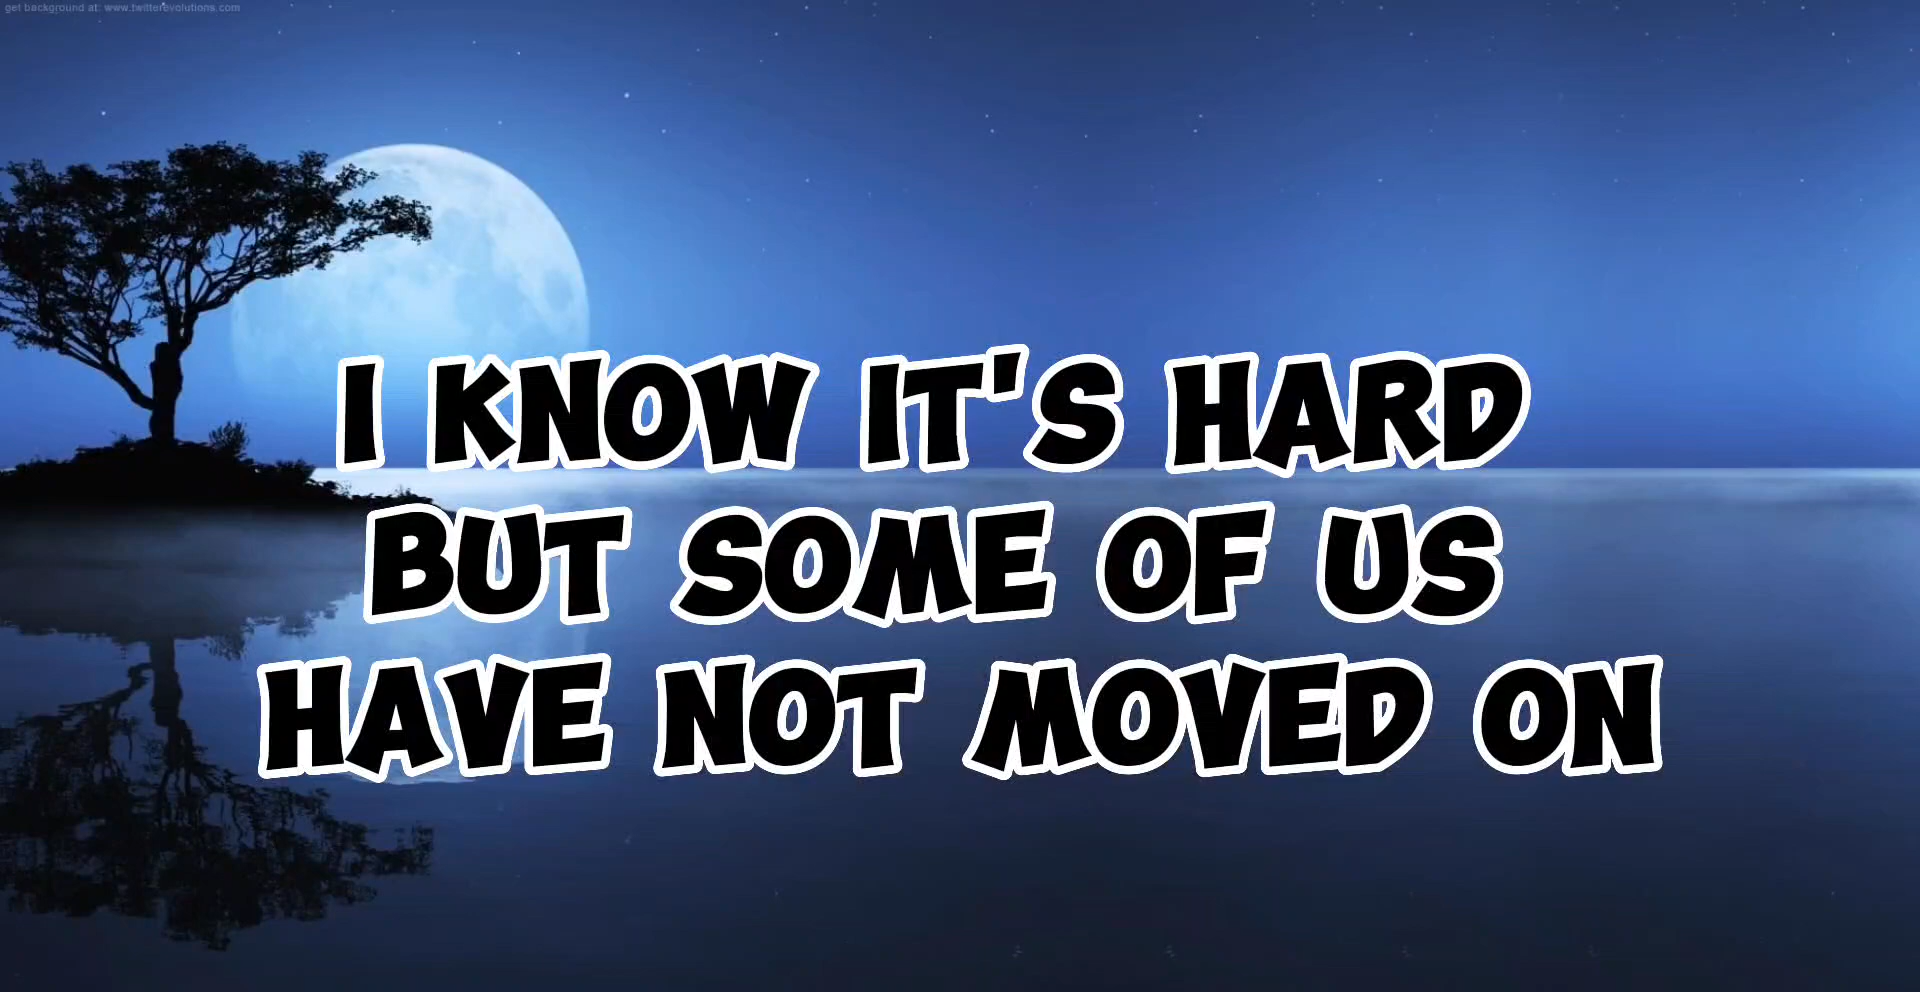 get background at: www.twitterevolutions.com
I KNOW IT'S HARD
BUT SOME OF US
HAVE NOT MOVED ON